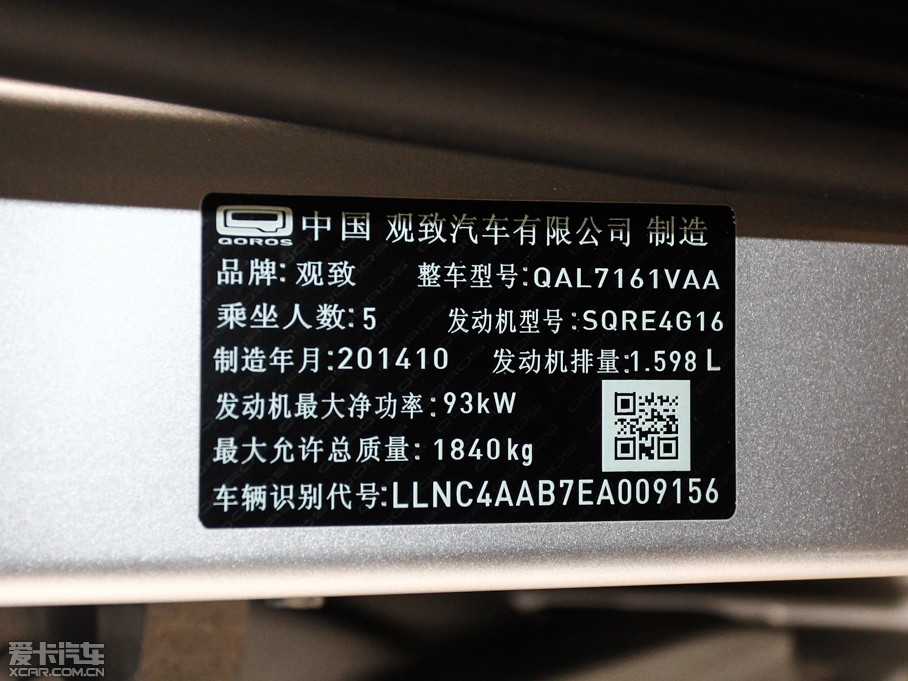 QOROS 中国 观致汽车有限公司 制造
品牌: 观致 整车型号:QAL7161VAA
乘坐人数:5 发动机型号:SQRE4G16
制造年月:201410 发动机排量:1.598 L
发动机最大净功率:93kW
最大允许总质量: 1840kg
车辆识别代号:LLNC4AAB7EA009156
爱卡汽车
XCAR.COM.CN